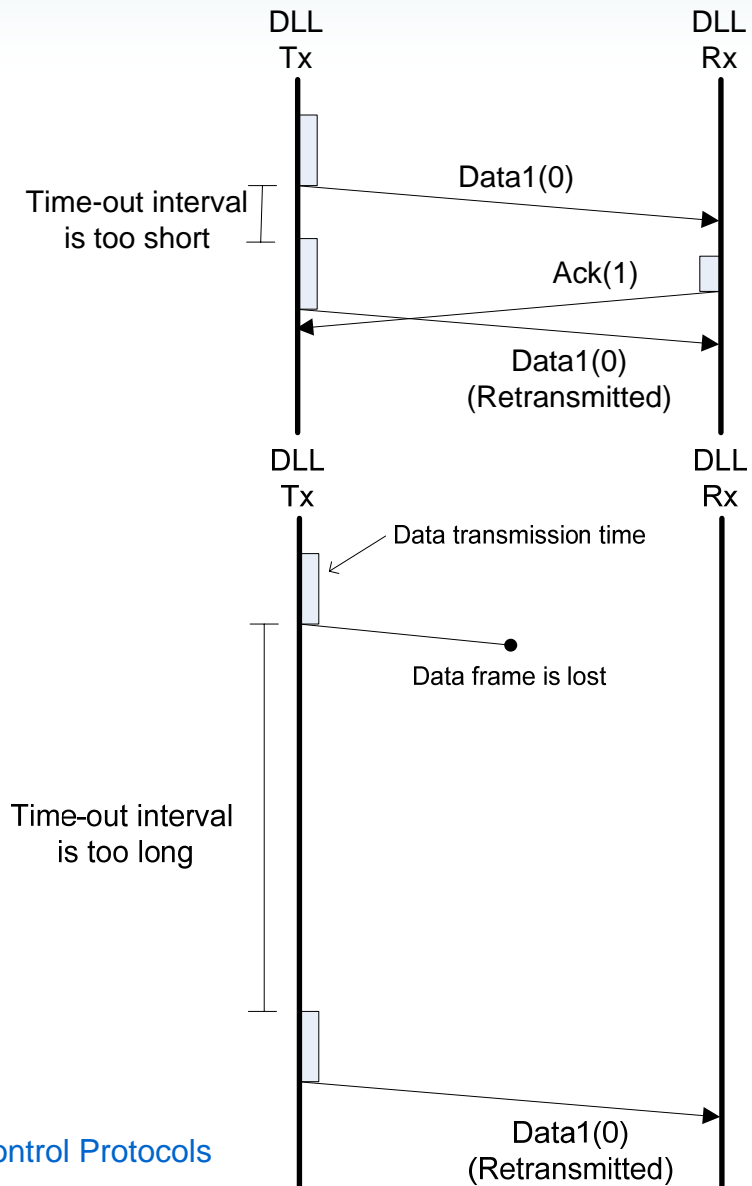 DLL
Tx
DLL
Rx
Data1(0)
Time-out interval
is too short
Ack(1)
Data1(0)
(Retransmitted)
DLL
Tx
DLL
Rx
Data transmission time
Data frame is lost
Time-out interval
is too long
Data1(0)
(Retransmitted)
ontrol Protocols